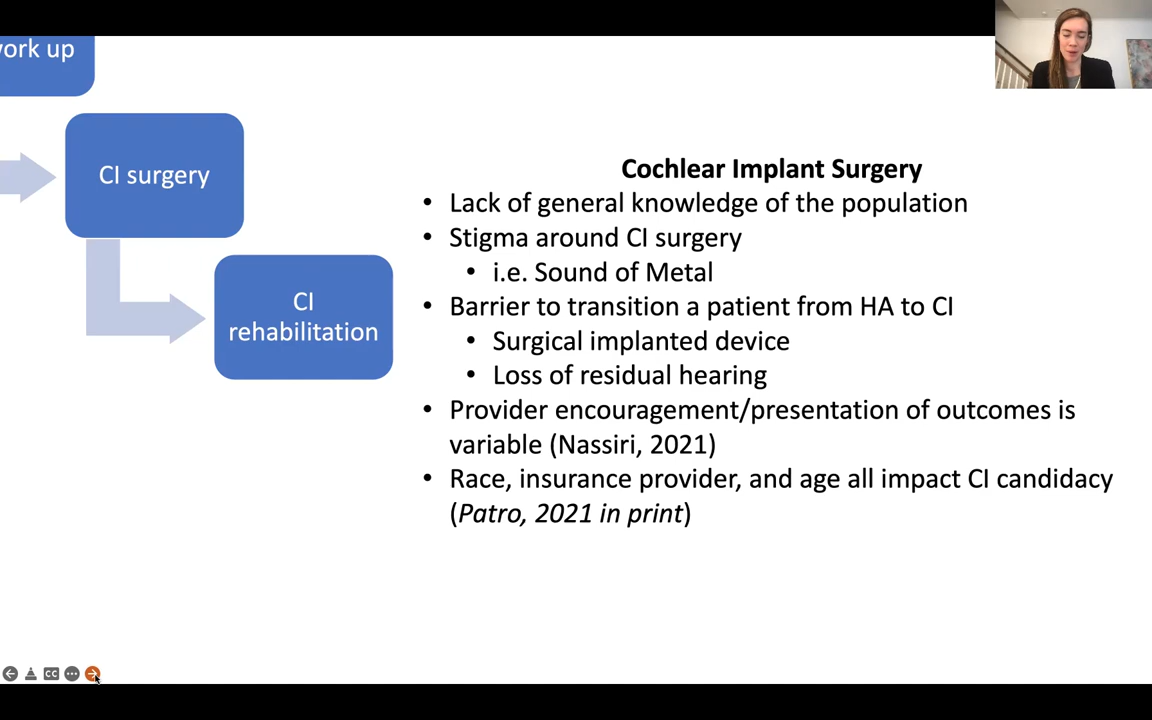 work up
CI surgery
CI
rehabilitation
Cochlear Implant Surgery
• Lack of general knowledge of the population
• Stigma around CI surgery
• i.e. Sound of Metal
• Barrier to transition a patient from HA to CI
• Surgical implanted device
• Loss of residual hearing
• Provider encouragement/presentation of outcomes is
variable (Nassiri, 2021)
• Race, insurance provider, and age all impact CI candidacy
(Patro, 2021 in print)
CC